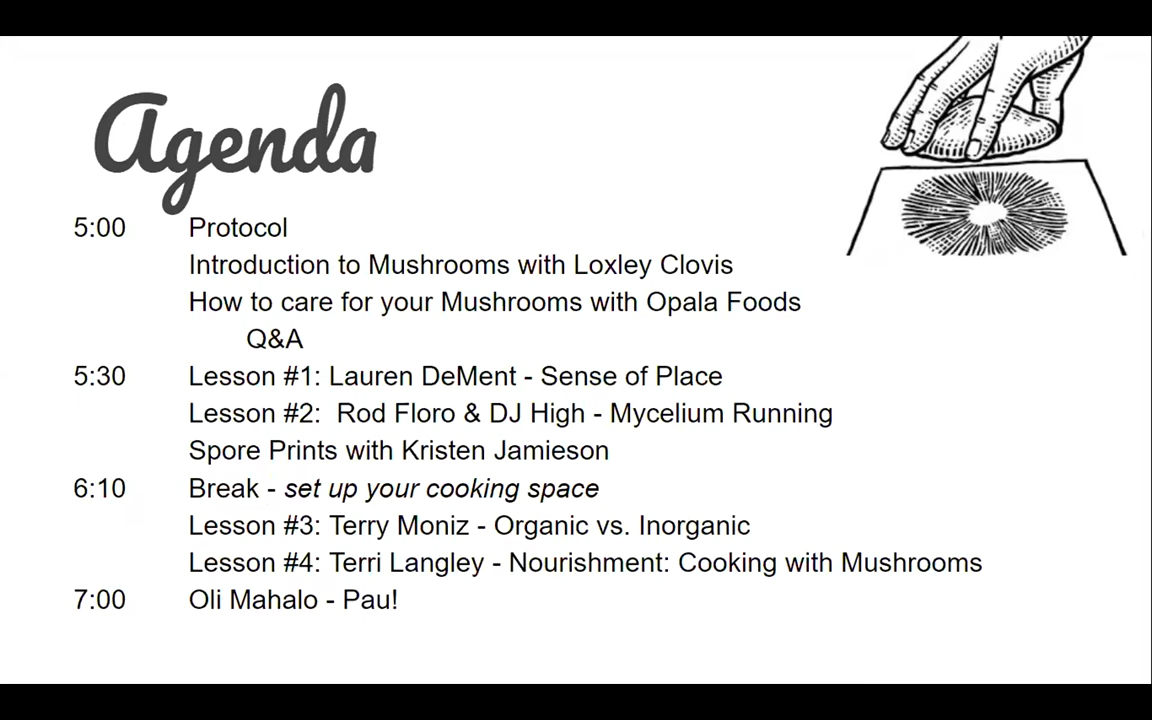 Agenda
5:00 Protocol
Introduction to Mushrooms with Loxley Clovis
How to care for your Mushrooms with Opala Foods
Q&A
5:30 Lesson #1: Lauren DeMent - Sense of Place
Lesson #2: Rod Floro & DJ High - Mycelium Running
Spore Prints with Kristen Jamieson
6:10 Break - set up your cooking space
Lesson #3: Terry Moniz - Organic vs. Inorganic
Lesson #4: Terri Langley - Nourishment: Cooking with Mushrooms
7:00 Oli Mahalo - Pau!